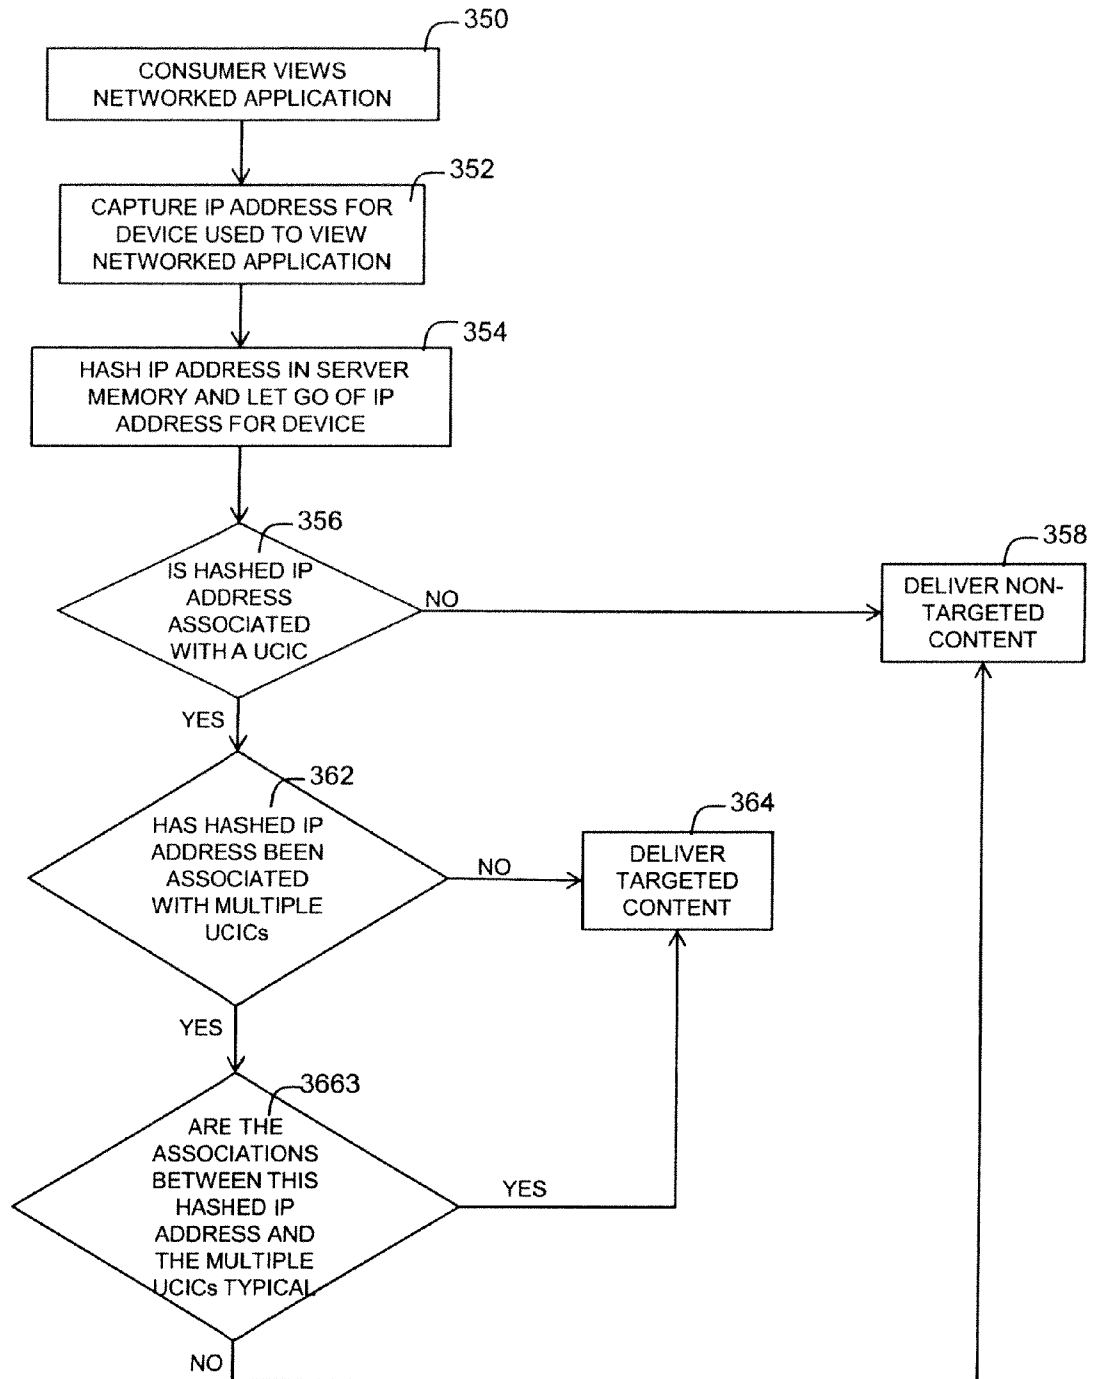 350
CONSUMER VIEWS
NETWORKED APPLICATION
352
CAPTURE IP ADDRESS FOR
DEVICE USED TO VIEW
NETWORKED APPLICATION
354
HASH IP ADDRESS IN SERVER
MEMORY AND LET GO OF IP
ADDRESS FOR DEVICE
356
IS HASHED IP
ADDRESS
ASSOCIATED
WITH A UCIC
NO
358
DELIVER NON-
TARGETED
CONTENT
YES
362
HAS HASHED IP
ADDRESS BEEN
ASSOCIATED
WITH MULTIPLE
UCICs
NO
364
DELIVER
TARGETED
CONTENT
YES
3663
ARE THE
ASSOCIATIONS
BETWEEN THIS
HASHED IP
ADDRESS AND
THE MULTIPLE
UCICs TYPICAL
YES
NO